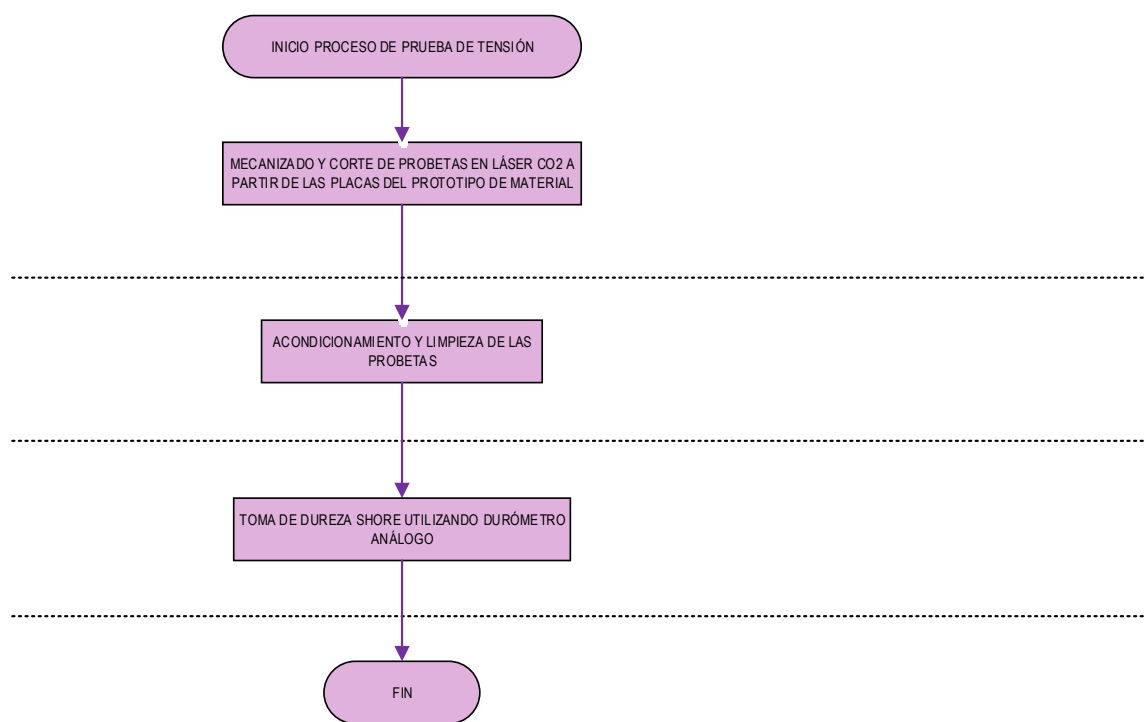 INICIO PROCESO DE PRUEBA DE TENSIÓN
MECANIZADO Y CORTE DE PROBETAS EN LÁSER CO2 A
PARTIR DE LAS PLACAS DEL PROTOTIPO DE MATERIAL
ACONDICIONAMIENTO Y LIMPIEZA DE LAS
PROBETAS
TOMA DE DUREZA SHORE UTILIZANDO DURÓMETRO
ANÁLOGO
FIN